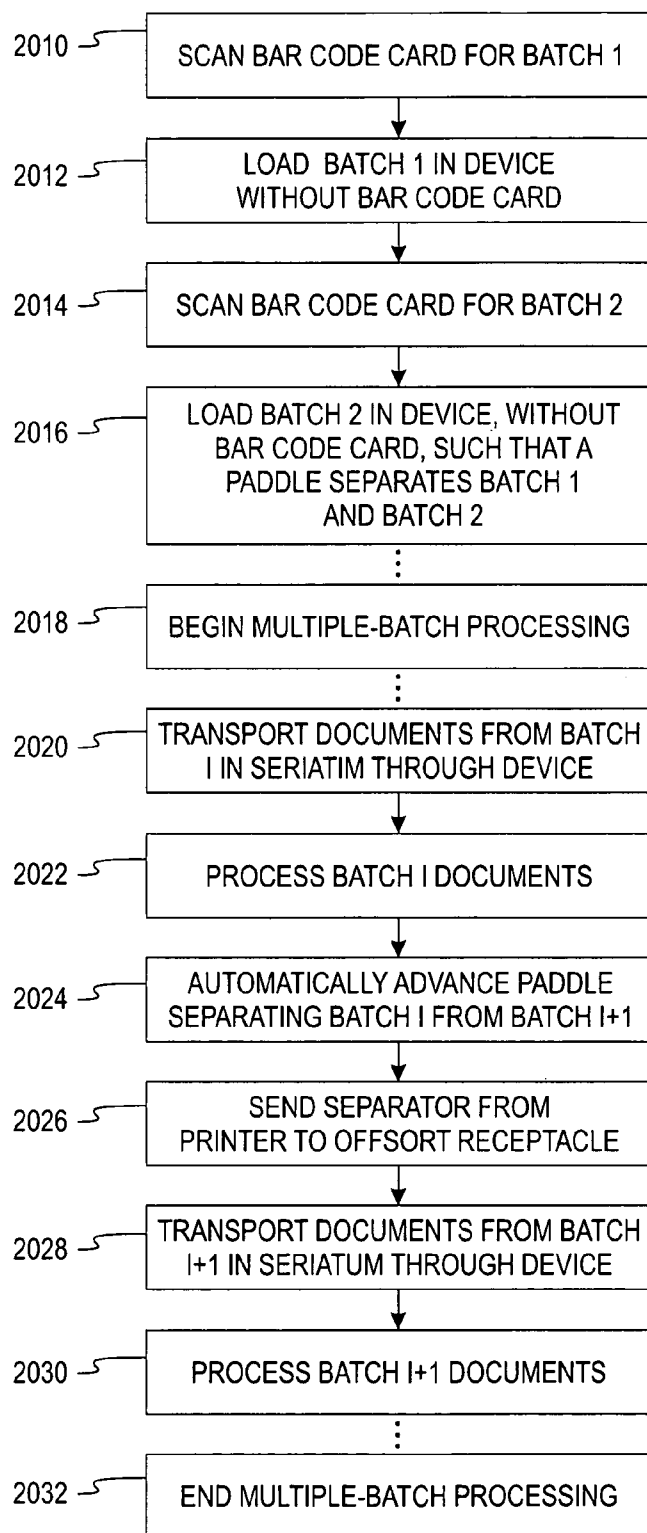 2010
SCAN BAR CODE CARD FOR BATCH 1
2012
LOAD BATCH 1 IN DEVICE
WITHOUT BAR CODE CARD
2014
SCAN BAR CODE CARD FOR BATCH 2
2016
LOAD BATCH 2 IN DEVICE, WITHOUT
BAR CODE CARD, SUCH THAT A
PADDLE SEPARATES BATCH 1
AND BATCH 2
2018
BEGIN MULTIPLE-BATCH PROCESSING
2020
TRANSPORT DOCUMENTS FROM BATCH
I IN SERIATIM THROUGH DEVICE
2022
PROCESS BATCH I DOCUMENTS
2024
AUTOMATICALLY ADVANCE PADDLE
SEPARATING BATCH I FROM BATCH I+1
2026
SEND SEPARATOR FROM
PRINTER TO OFFSORT RECEPTACLE
2028
TRANSPORT DOCUMENTS FROM BATCH
I+1 IN SERIATUM THROUGH DEVICE
2030
PROCESS BATCH I+1 DOCUMENTS
2032
END MULTIPLE-BATCH PROCESSING